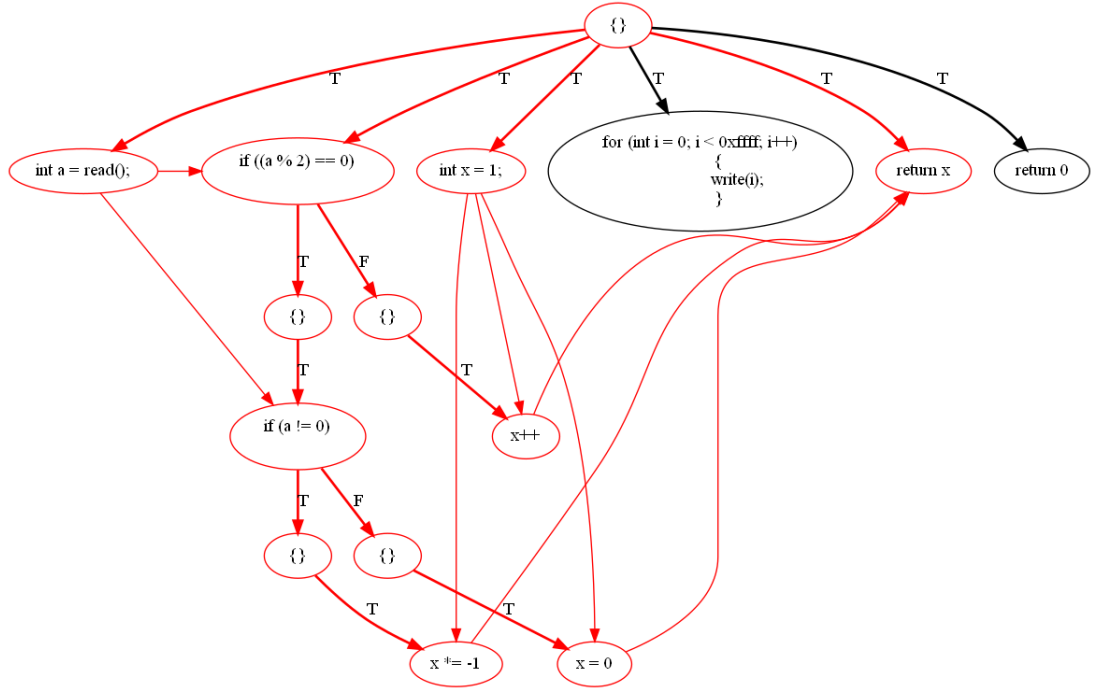 {}
T T T T T T
int a = read();
if ((a % 2) == 0)
int x = 1;
for (int i = 0; i < 0xffff; i++)
{
write(i);
}
return x
return 0
T F
{} {}
T T
if (a != 0)
x++
T F
{} {}
T T
x *= -1
x = 0